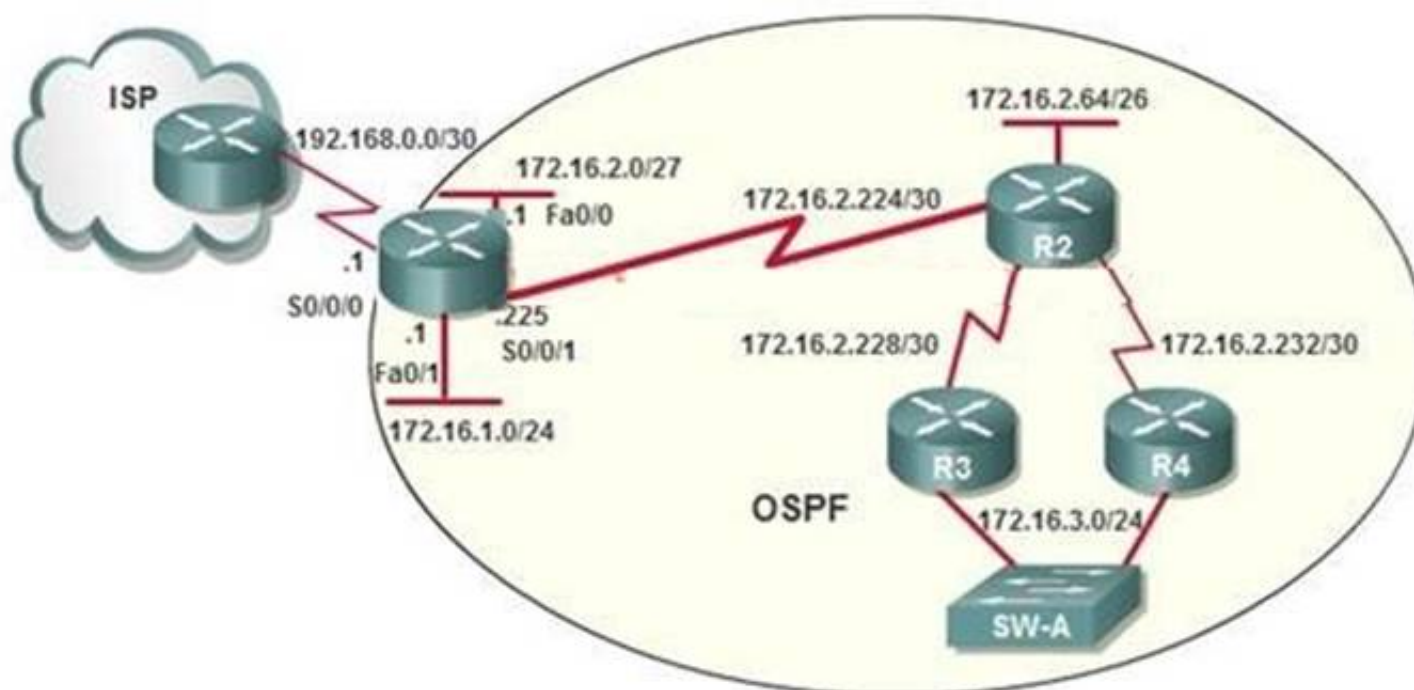 ISP
192.168.0.0/30
172.16.2.64/26
172.16.2.0/27
.1 Fa0/0
172.16.2.224/30
R2
.1
S0/0/0
.225
S0/0/1
.1
Fa0/1
172.16.1.0/24
172.16.2.228/30
172.16.2.232/30
R3
R4
OSPF
172.16.3.0/24
SW-A